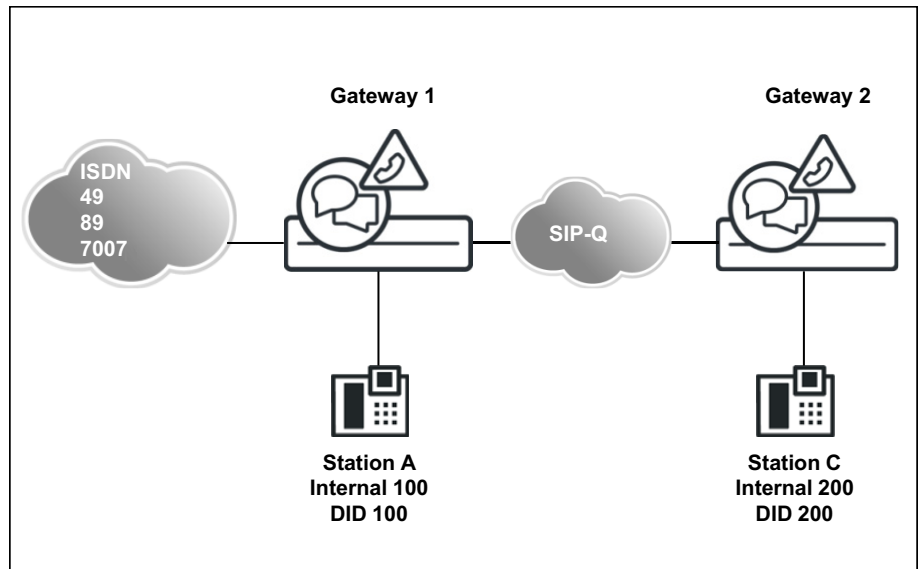 Gateway 1
Gateway 2
ISDN
49
89
7007
SIP-Q
Station A
Internal 100
DID 100
Station C
Internal 200
DID 200